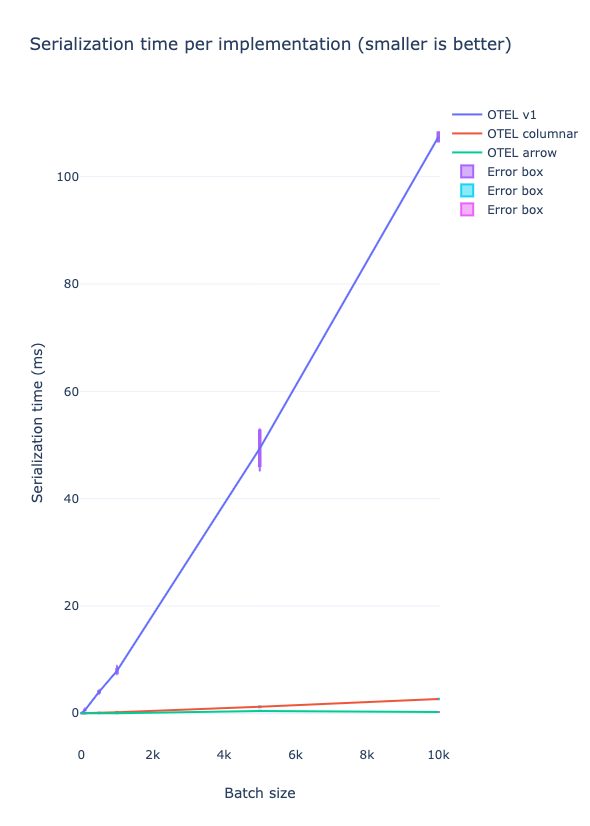 Serialization time per implementation (smaller is better)
OTEL v1
OTEL columnar
OTEL arrow
Error box
Error box
Error box
100
80
60
40
20
0
Serialization time (ms)
0 2k 4k 6k 8k 10k
Batch size